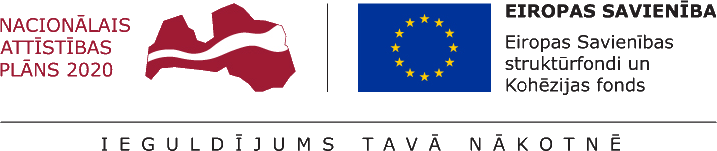 NACIONĀLAIS
ATTĪSTĪBAS
PLĀNS 2020
EIROPAS SAVIENĪBA
Eiropas Savienības
struktūrfondi un
Kohēzijas fonds
IEGULDĪJUMS TAVĀ NĀKOTNĒ